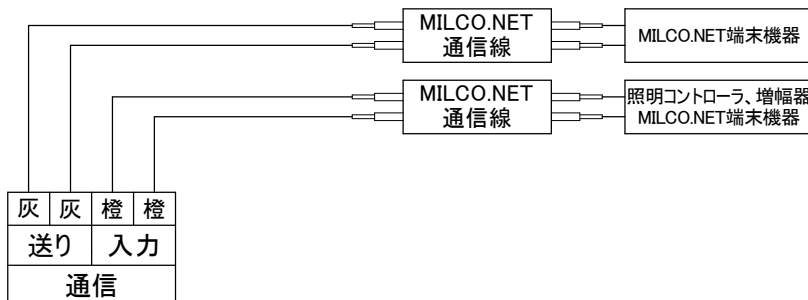 MILCO.NET
通信線
MILCO.NET端末機器
MILCO.NET
通信線
照明コントローラ、増幅器
MILCO.NET端末機器
灰 灰 橙 橙
送り 入力
通信